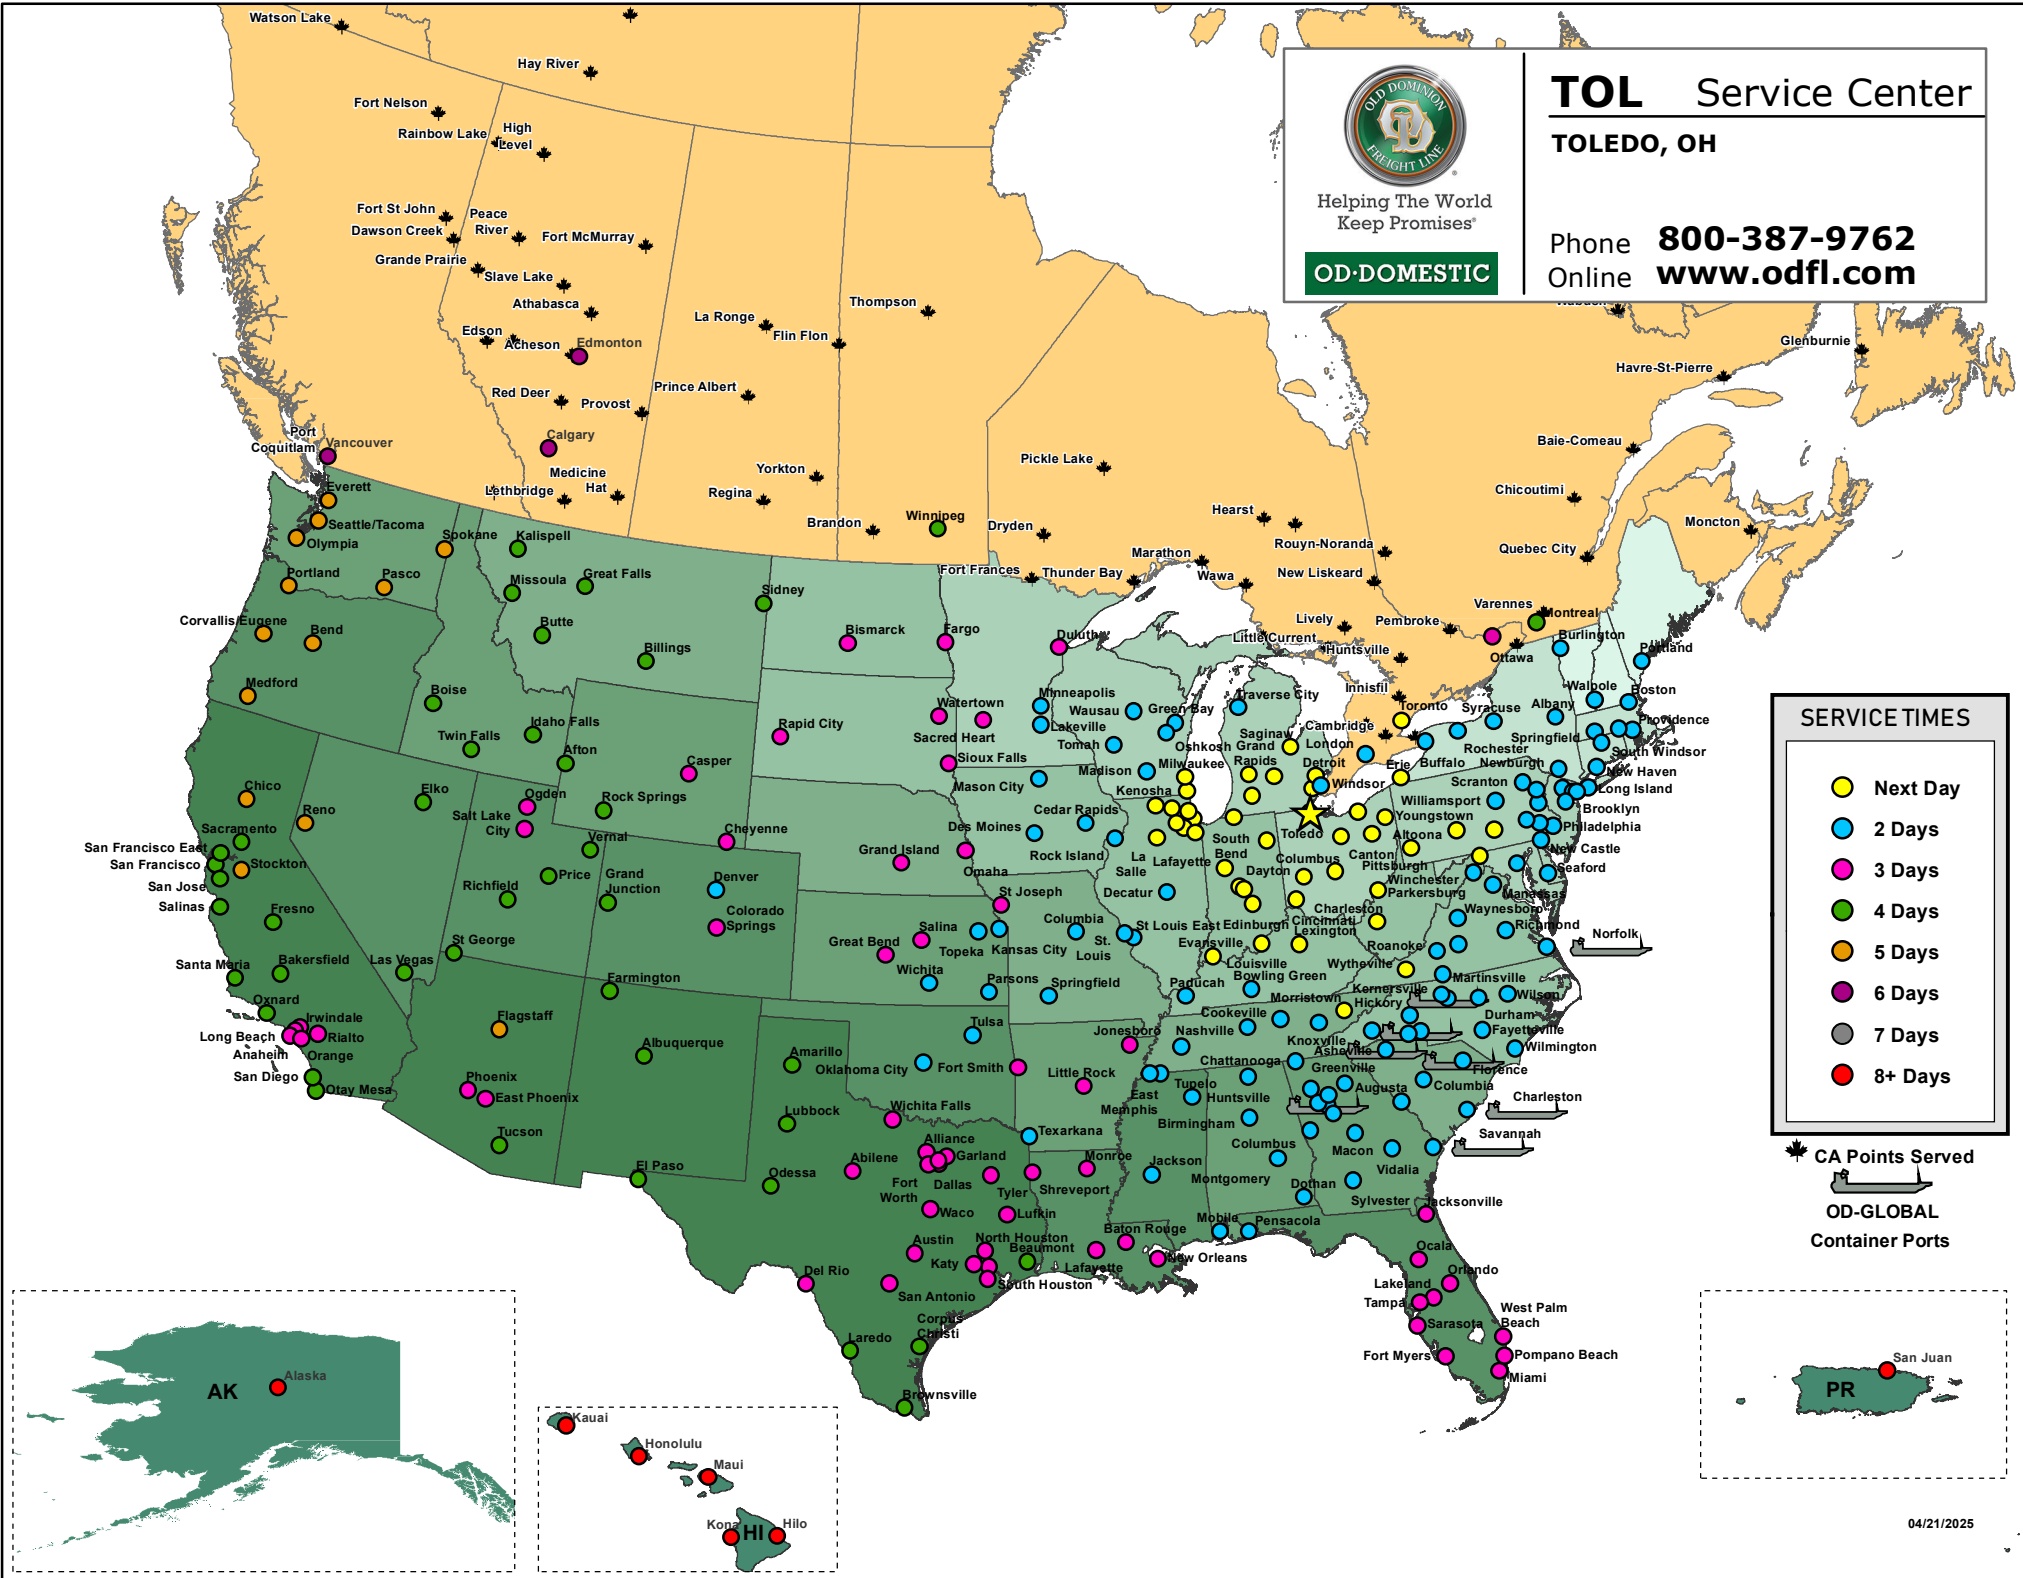 Watson Lake
Hay River
Fort Nelson
Rainbow Lake
High
Level
Fort St John
Dawson Creek
Peace
River
Fort McMurray
Grande Prairie
Slave Lake
Athabasca
Edson
Acheson
Edmonton
Red Deer
Provost
Calgary
Medicine
Hat
Lethbridge
Port
Coquitlam
Vancouver
La Ronge
Flin Flon
Thompson
Prince Albert
Yorkton
Regina
Brandon
Winnipeg
Pickle Lake
Dryden
Fort Frances
Thunder Bay
Marathon
Wawa
Hearst
Rouyn-Noranda
New Liskeard
Lively
Little Current
Huntsville
Pembroke
Innisfil
Toronto
Cambridge
London
Windsor
Varennes
Montreal
Ottawa
Quebec City
Chicoutimi
Baie-Comeau
Havre-St-Pierre
Glenburnie
Moncton
OLD DOMINION
FREIGHT LINE
Helping The World
Keep Promises®
OD·DOMESTIC
TOL Service Center
TOLEDO, OH
Phone 800-387-9762
Online www.odfl.com
Everett
Seattle/Tacoma
Olympia
Spokane
Portland
Pasco
Corvallis/Eugene
Bend
Medford
Kalispell
Missoula
Great Falls
Butte
Billings
Sidney
Boise
Idaho Falls
Twin Falls
Afton
Casper
Rock Springs
Cheyenne
Ogden
Salt Lake
City
Vernal
Price
Richfield
St George
Elko
Reno
Las Vegas
Chico
Sacramento
San Francisco East
San Francisco
Stockton
San Jose
Salinas
Fresno
Santa Maria
Bakersfield
Oxnard
Irwindale
Long Beach
Rialto
Anaheim
Orange
San Diego
Otay Mesa
Flagstaff
Phoenix
East Phoenix
Tucson
Grand
Junction
Denver
Colorado
Springs
Farmington
Albuquerque
El Paso
Bismarck
Fargo
Duluth
Rapid City
Watertown
Sacred Heart
Sioux Falls
Minneapolis
Lakeville
Wausau
Green Bay
Tomah
Oshkosh
Madison
Milwaukee
Kenosha
Mason City
Cedar Rapids
Des Moines
Rock Island
Grand Island
Omaha
St Joseph
Salina
Great Bend
Topeka
Kansas City
Wichita
Parsons
Columbia
St.
Louis
St Louis East
Springfield
La
Salle
Decatur
Lafayette
South
Bend
Traverse City
Saginaw
Grand
Rapids
Detroit
Toledo
Columbus
Dayton
Canton
Youngstown
Cincinnati
Edinburgh
Evansville
Louisville
Lexington
Bowling Green
Paducah
Erie
Buffalo
Rochester
Syracuse
Albany
Burlington
Portland
Walpole
Boston
Providence
Springfield
South Windsor
New Haven
Long Island
Brooklyn
Newburgh
Scranton
Williamsport
Altoona
Pittsburgh
Philadelphia
New Castle
Seaford
Winchester
Parkersburg
Charleston
Manassas
Waynesboro
Richmond
Roanoke
Norfolk
Wytheville
Martinsville
Kernersville
Wilson
Durham
Fayetteville
Wilmington
Hickory
Morristown
Cookeville
Knoxville
Asheville
Nashville
Chattanooga
Greenville
Florence
Columbia
Augusta
Charleston
Savannah
Jonesboro
Little Rock
Fort Smith
Tulsa
Oklahoma City
Amarillo
Lubbock
Odessa
Wichita Falls
Abilene
Alliance
Garland
Fort
Worth
Dallas
Tyler
Waco
Lufkin
Texarkana
Shreveport
Monroe
Austin
North Houston
Beaumont
Katy
South Houston
Del Rio
San Antonio
Corpus
Christi
Laredo
Brownsville
Lafayette
Baton Rouge
New Orleans
Jackson
East
Memphis
Tupelo
Huntsville
Birmingham
Columbus
Montgomery
Dothan
Mobile
Pensacola
Macon
Vidalia
Sylvester
Jacksonville
Ocala
Orlando
Lakeland
Tampa
Sarasota
Fort Myers
West Palm
Beach
Pompano Beach
Miami
SERVICE TIMES
Next Day
2 Days
3 Days
4 Days
5 Days
6 Days
7 Days
8+ Days
CA Points Served
OD-GLOBAL
Container Ports
AK
Alaska
Kauai
Honolulu
Maui
Kona
HI
Hilo
San Juan
PR
04/21/2025